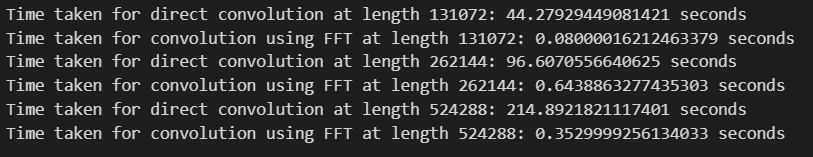 Time taken for direct convolution at length 131072: 44.27929449081421 seconds
Time taken for convolution using FFT at length 131072: 0.08000016212463379 seconds
Time taken for direct convolution at length 262144: 96.6070556640625 seconds
Time taken for convolution using FFT at length 262144: 0.6438863277435303 seconds
Time taken for direct convolution at length 524288: 214.8921821117401 seconds
Time taken for convolution using FFT at length 524288: 0.3529999256134033 seconds